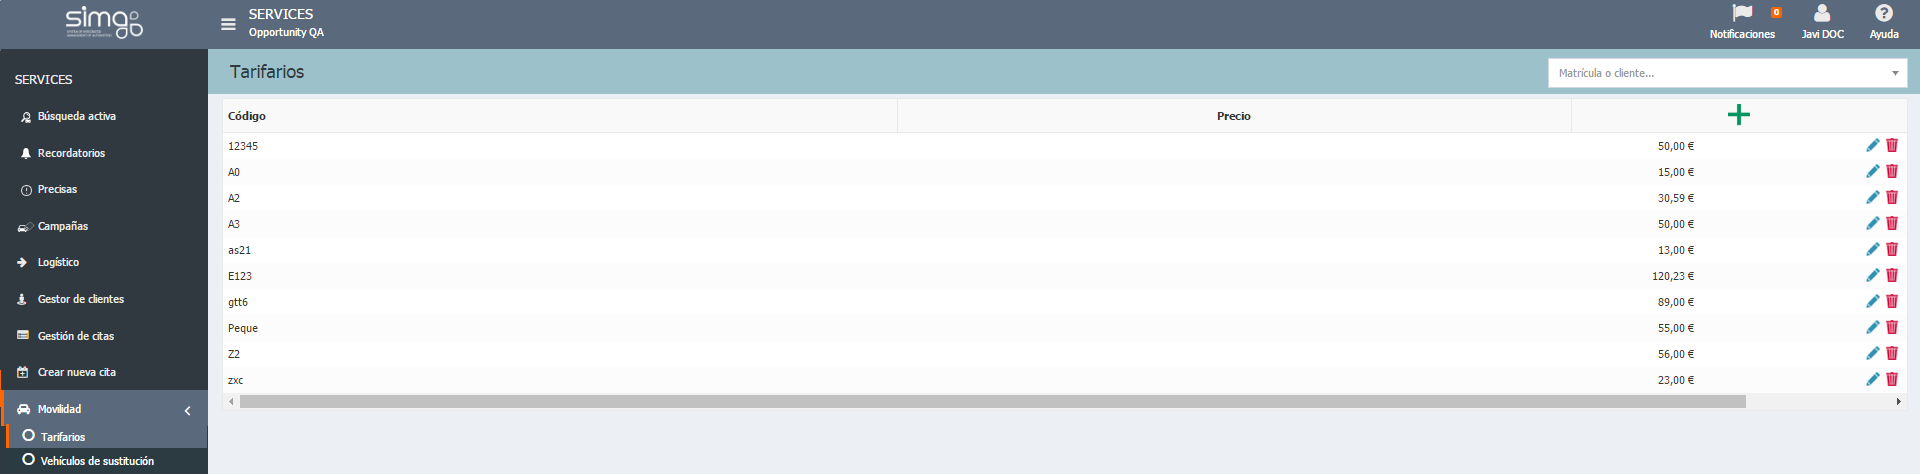 sima
SERVICES
Opportunity QA
0
Notificaciones
Javi DOC
Ayuda
SERVICES
Búsqueda activa
Recordatorios
Precisas
Campañas
Logístico
Gestor de clientes
Gestión de citas
Crear nueva cita
Movilidad
Tarifarios
Vehículos de sustitución
Tarifarios
Matrícula o cliente...
Código Precio
12345 50,00 €
A0 15,00 €
A2 30,59 €
A3 50,00 €
as21 13,00 €
E123 120,23 €
gtt6 89,00 €
Peque 55,00 €
Z2 56,00 €
zxc 23,00 €